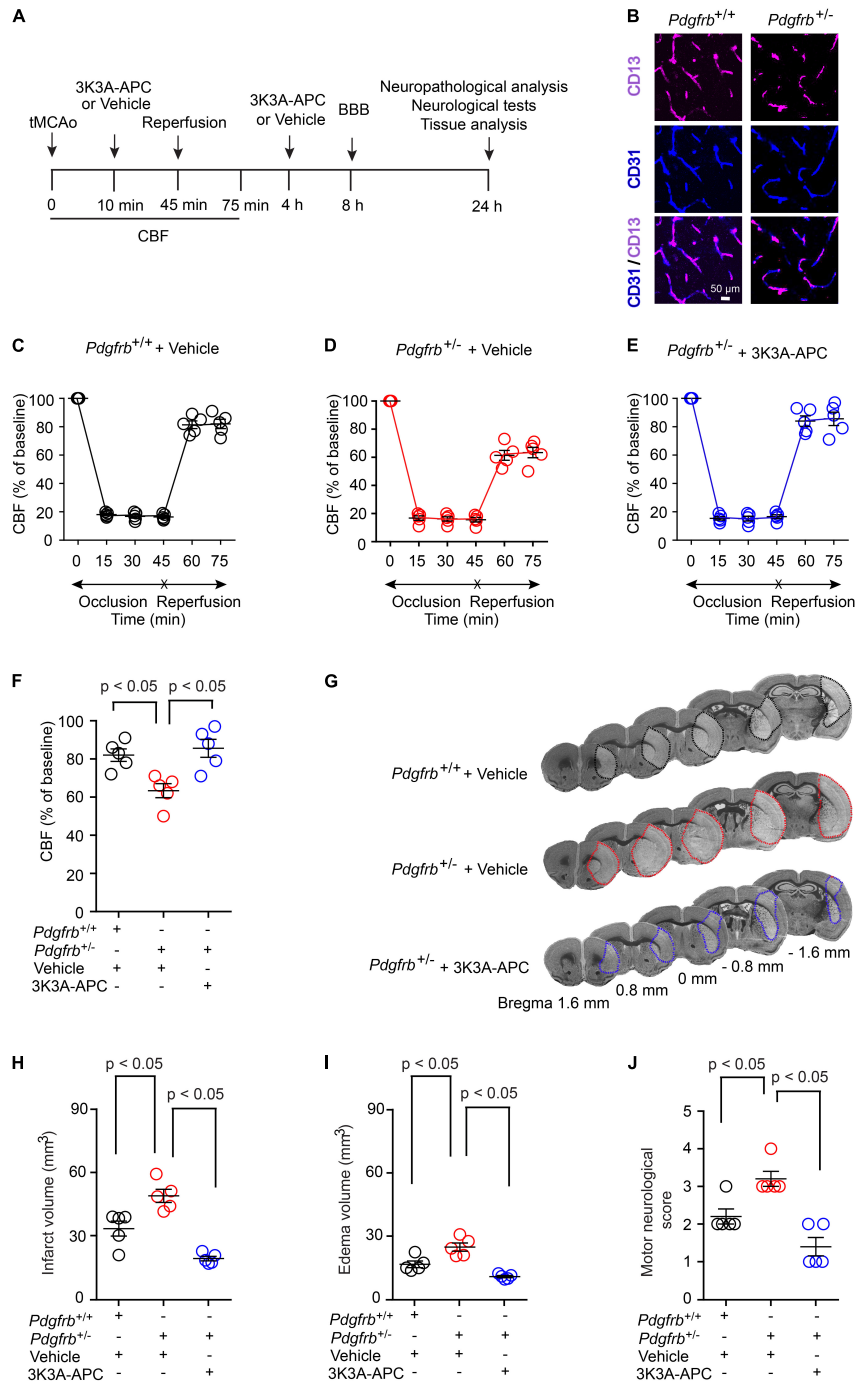 A
3K3A-APC
or Vehicle
tMCAo
Reperfusion
3K3A-APC
or Vehicle
BBB
Neuropathological analysis
Neurological tests
Tissue analysis
0 10 min 45 min 75 min 4 h 8 h 24 h
CBF
B
Pdgfrb+/+ Pdgfrb+/-
CD13
CD31
CD31/CD13
50 µm
C
Pdgfrb+/+ + Vehicle
CBF (% of baseline)
100
80
60
40
20
0
0 15 30 45 60 75
Occlusion Reperfusion
Time (min)
D
Pdgfrb+/- + Vehicle
CBF (% of baseline)
100
80
60
40
20
0
0 15 30 45 60 75
Occlusion Reperfusion
Time (min)
E
Pdgfrb+/- + 3K3A-APC
CBF (% of baseline)
100
80
60
40
20
0
0 15 30 45 60 75
Occlusion Reperfusion
Time (min)
F
p < 0.05 p < 0.05
CBF (% of baseline)
100
80
60
40
20
0
Pdgfrb+/+ + - -
Pdgfrb+/- - + +
Vehicle + + -
3K3A-APC - - +
G
Pdgfrb+/+ + Vehicle
Pdgfrb+/- + Vehicle
Pdgfrb+/- + 3K3A-APC
Bregma 1.6 mm
0.8 mm
0 mm
- 0.8 mm
- 1.6 mm
H
p < 0.05
p < 0.05
Infarct volume (mm3)
90
60
30
0
Pdgfrb+/+ + - -
Pdgfrb+/- - + +
Vehicle + + -
3K3A-APC - - +
I
p < 0.05
p < 0.05
Edema volume (mm3)
90
60
30
0
Pdgfrb+/+ + - -
Pdgfrb+/- - + +
Vehicle + + -
3K3A-APC - - +
J
p < 0.05
p < 0.05
Motor neurological
score
5
4
3
2
1
0
Pdgfrb+/+ + - -
Pdgfrb+/- - + +
Vehicle + + -
3K3A-APC - - +